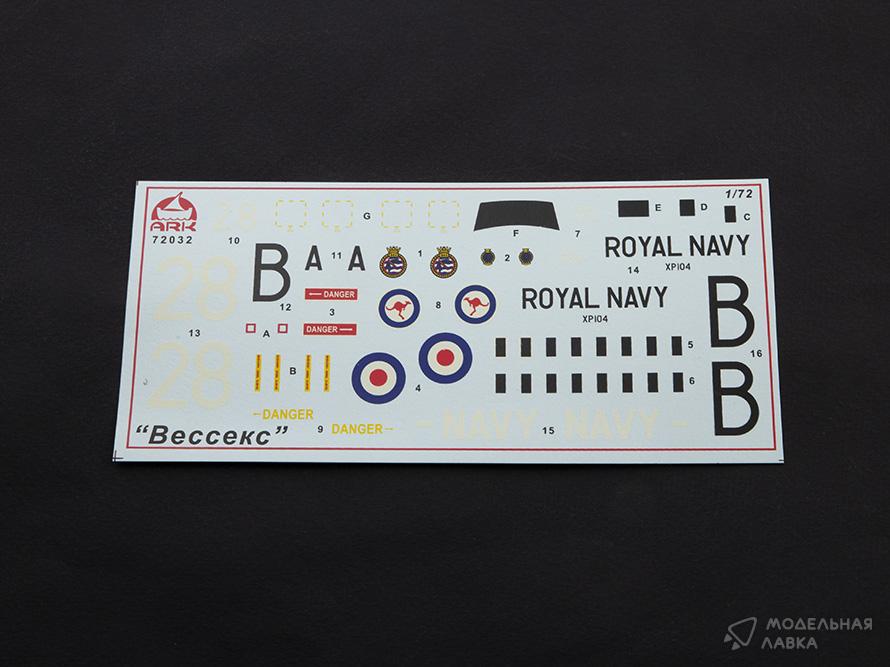 1/72
ARK
72032
28
G
E
D
C
10
F
7
ROYAL NAVY
XP104
14
B
A
11
A
1
2
12
28
DANGER
3
8
ROYAL NAVY
XP104
B
16
13
A
DANGER
5
28
B
4
6
B
←DANGER
9
DANGER→
- NAVY
15
NAVY -
“Вессекс”
МОДЕЛЬНАЯ
ЛАВКА